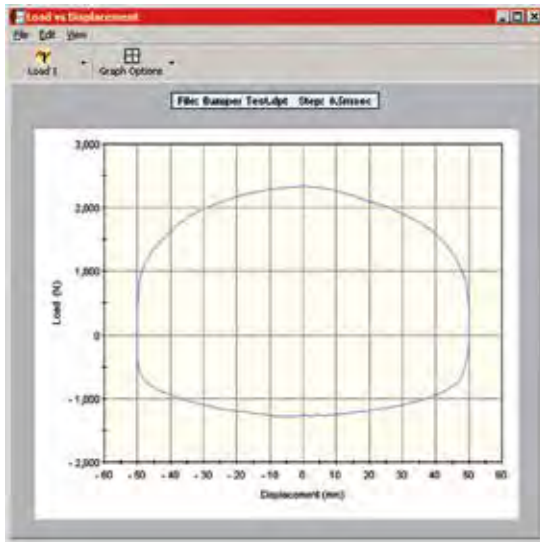 Load vs Displacement
File Edit View
Load 1
Graph Options
File: Bumper Test.dpt Step: 6.5msec
3,000
2,000
1,000
0
- 1,000
- 2,000
Load (N)
- 60 - 50 - 40 - 30 - 20 - 10 0 10 20 30 40 50 60
Displacement (mm)